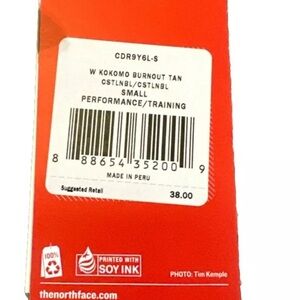 CDR9Y6L-S
W KOKOMO BURNOUT TAN
CSTLNBL/CSTLNBL
SMALL
PERFORMANCE/TRAINING
8 88654 35200 9
MADE IN PERU
Suggested Retail
38.00
100%
PRINTED WITH
SOY INK
PHOTO: Tim Kemple
thenorthface.com